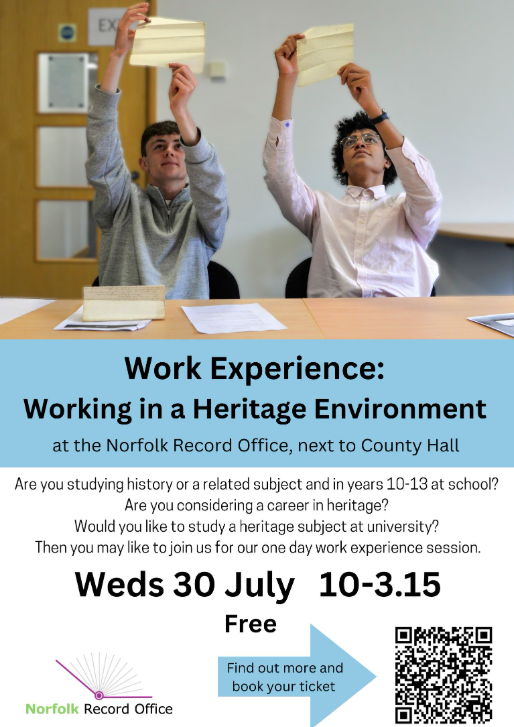 EX
Work Experience:
Working in a Heritage Environment
at the Norfolk Record Office, next to County Hall
Are you studying history or a related subject and in years 10-13 at school?
Are you considering a career in heritage?
Would you like to study a heritage subject at university?
Then you may like to join us for our one day work experience session.
Weds 30 July 10-3.15
Free
Find out more and
book your ticket
Norfolk Record Office